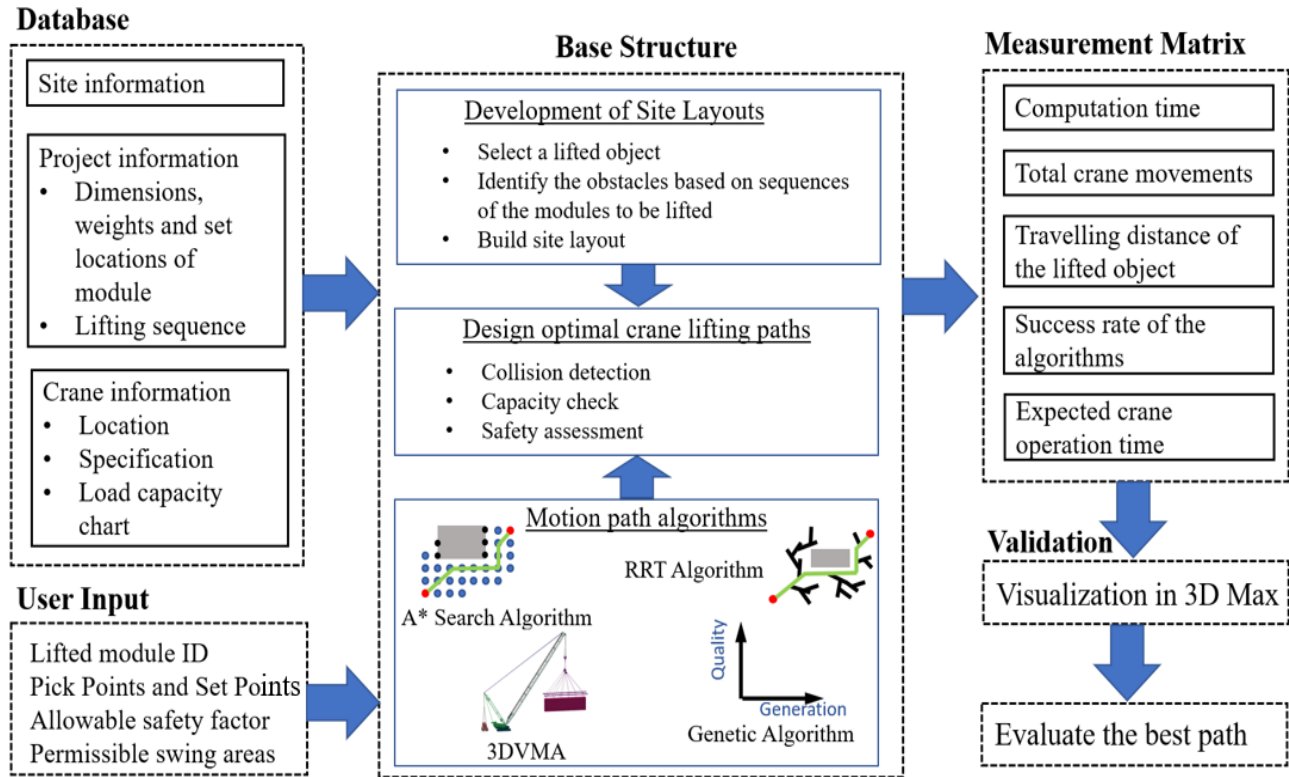 Database
Site information
Project information
• Dimensions,
weights and set
locations of
module
• Lifting sequence
Crane information
• Location
• Specification
• Load capacity
chart
User Input
Lifted module ID
Pick Points and Set Points
Allowable safety factor
Permissible swing areas
Base Structure
Development of Site Layouts
• Select a lifted object
• Identify the obstacles based on sequences
of the modules to be lifted
• Build site layout
Design optimal crane lifting paths
• Collision detection
• Capacity check
• Safety assessment
Motion path algorithms
A* Search Algorithm
RRT Algorithm
3DVMA
Quality
Generation
Genetic Algorithm
Measurement Matrix
Computation time
Total crane movements
Travelling distance of
the lifted object
Success rate of the
algorithms
Expected crane
operation time
Validation
Visualization in 3D Max
Evaluate the best path